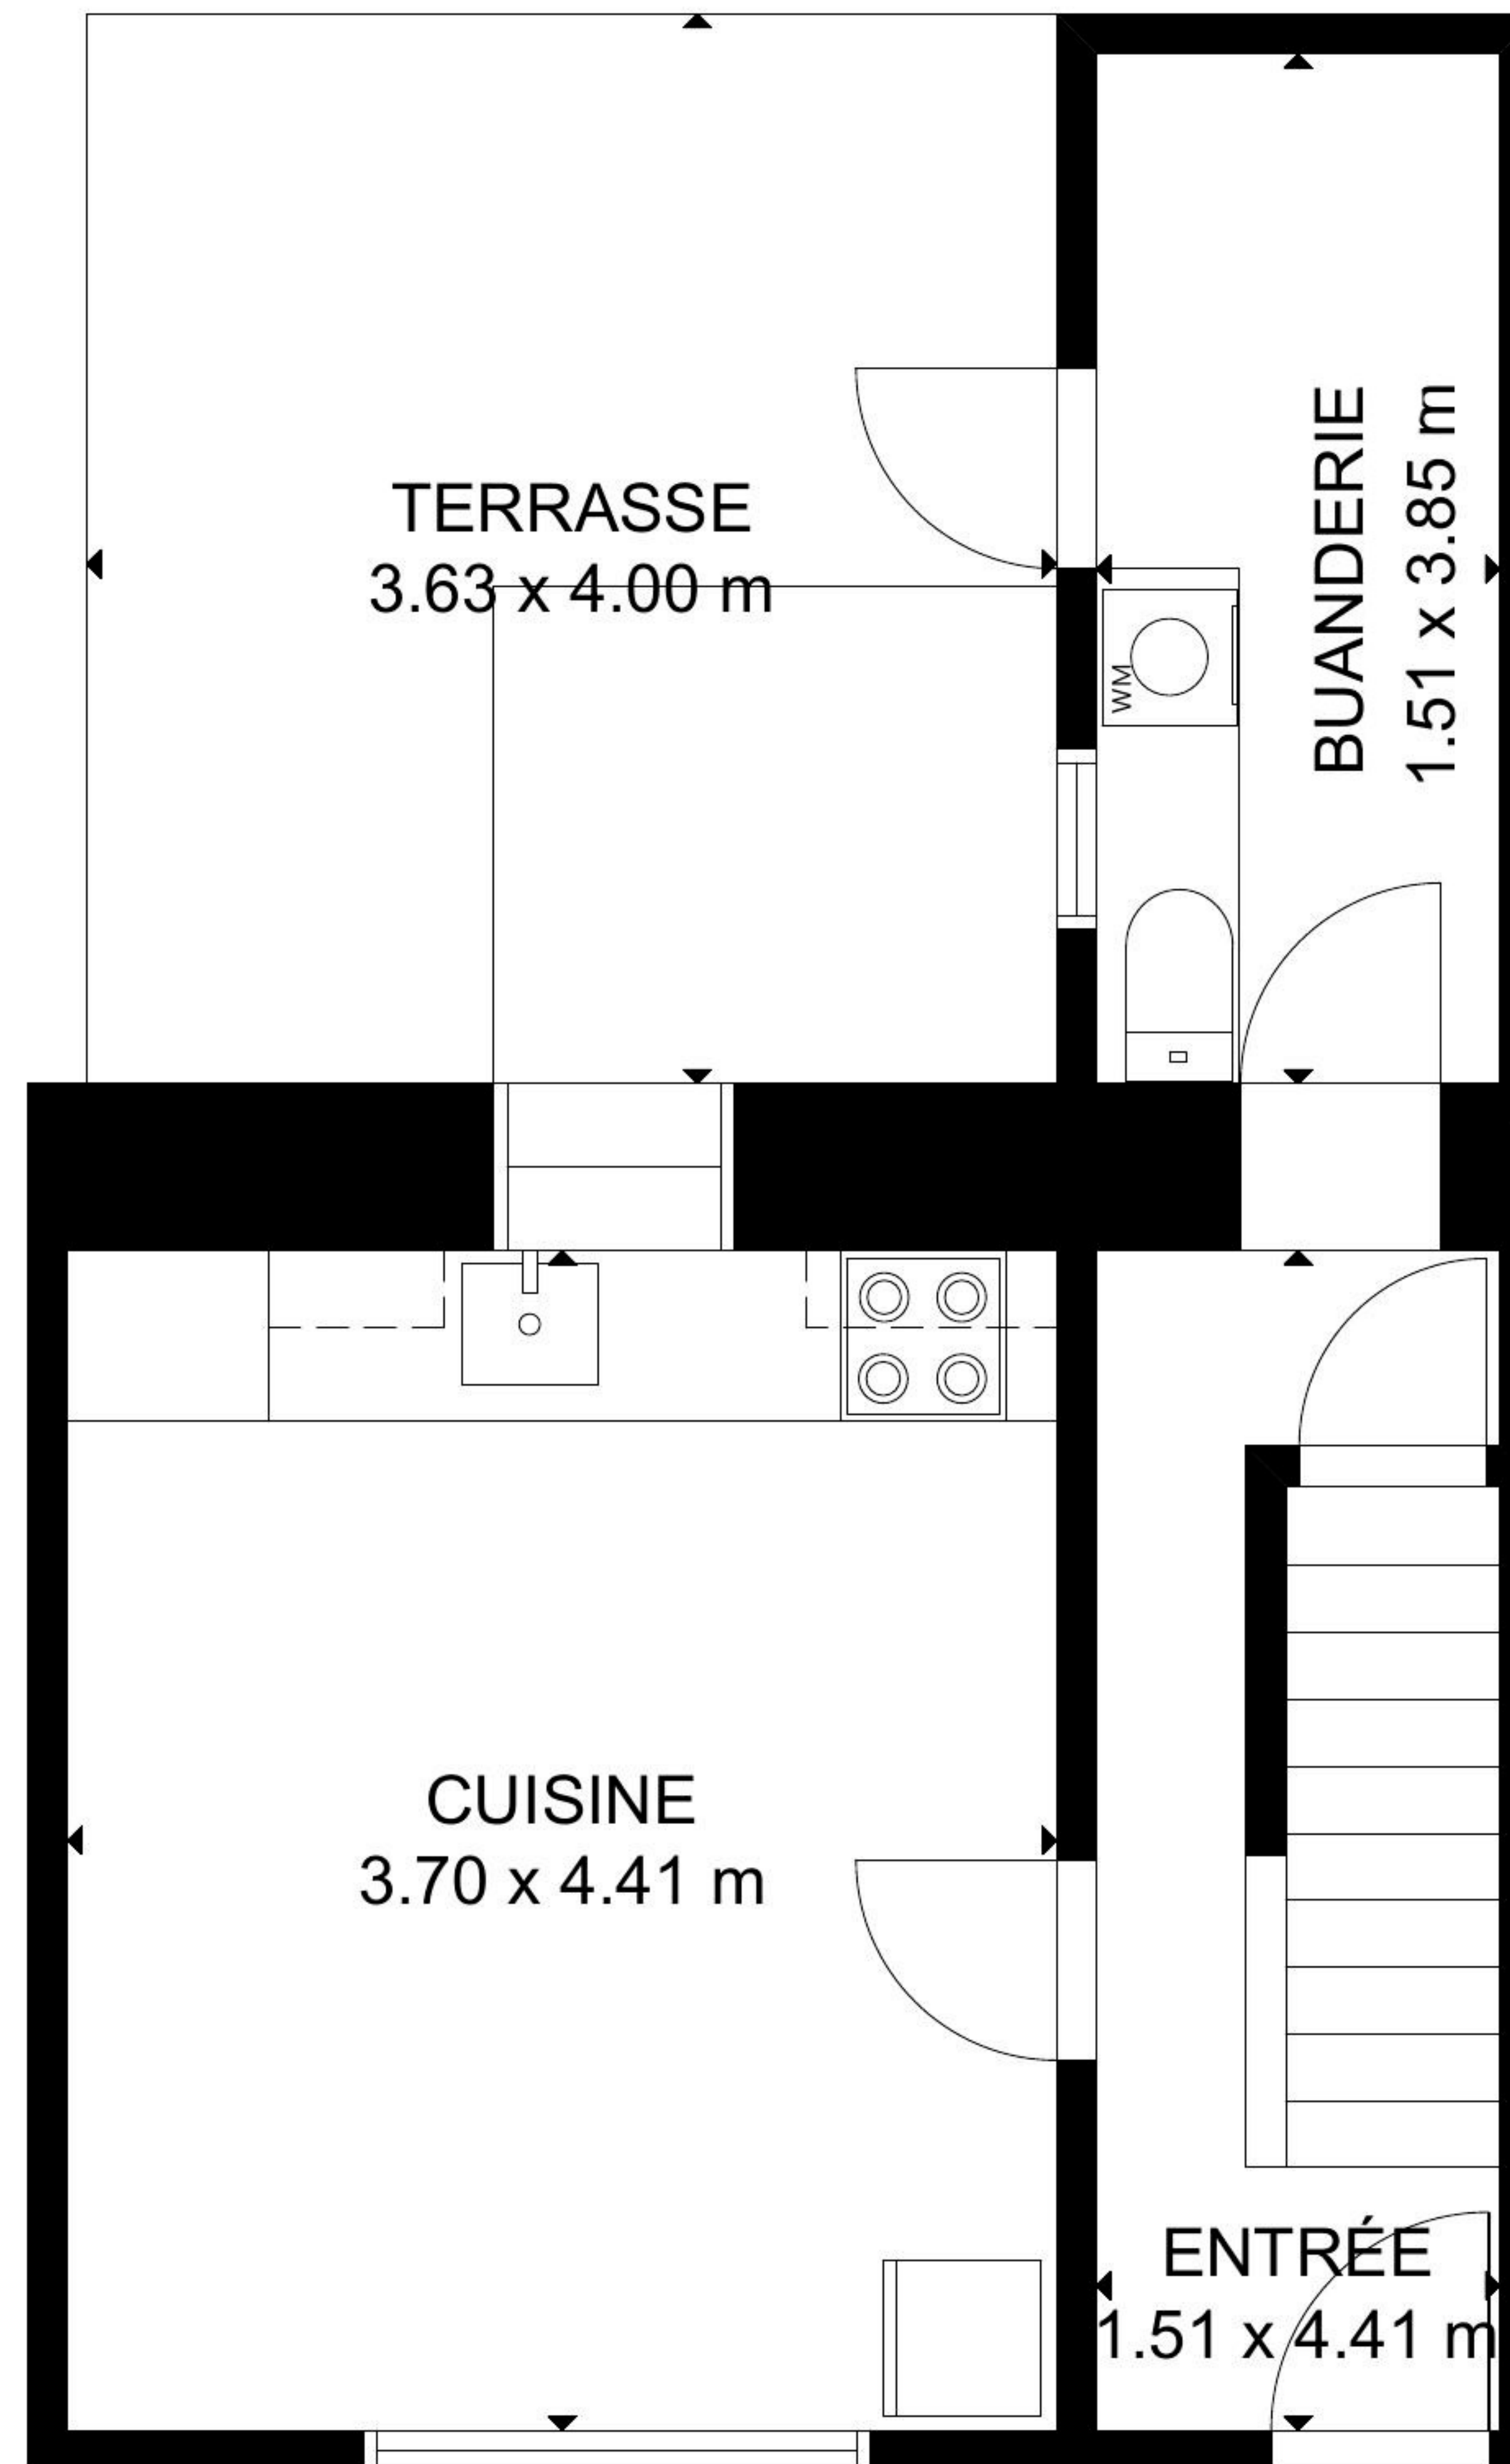 TERRASSE
3.63 x 4.00 m
BUANDERIE
1.51 x 3.85 m
WM
CUISINE
3.70 x 4.41 m
ENTRÉE
1.51 x 4.41 m